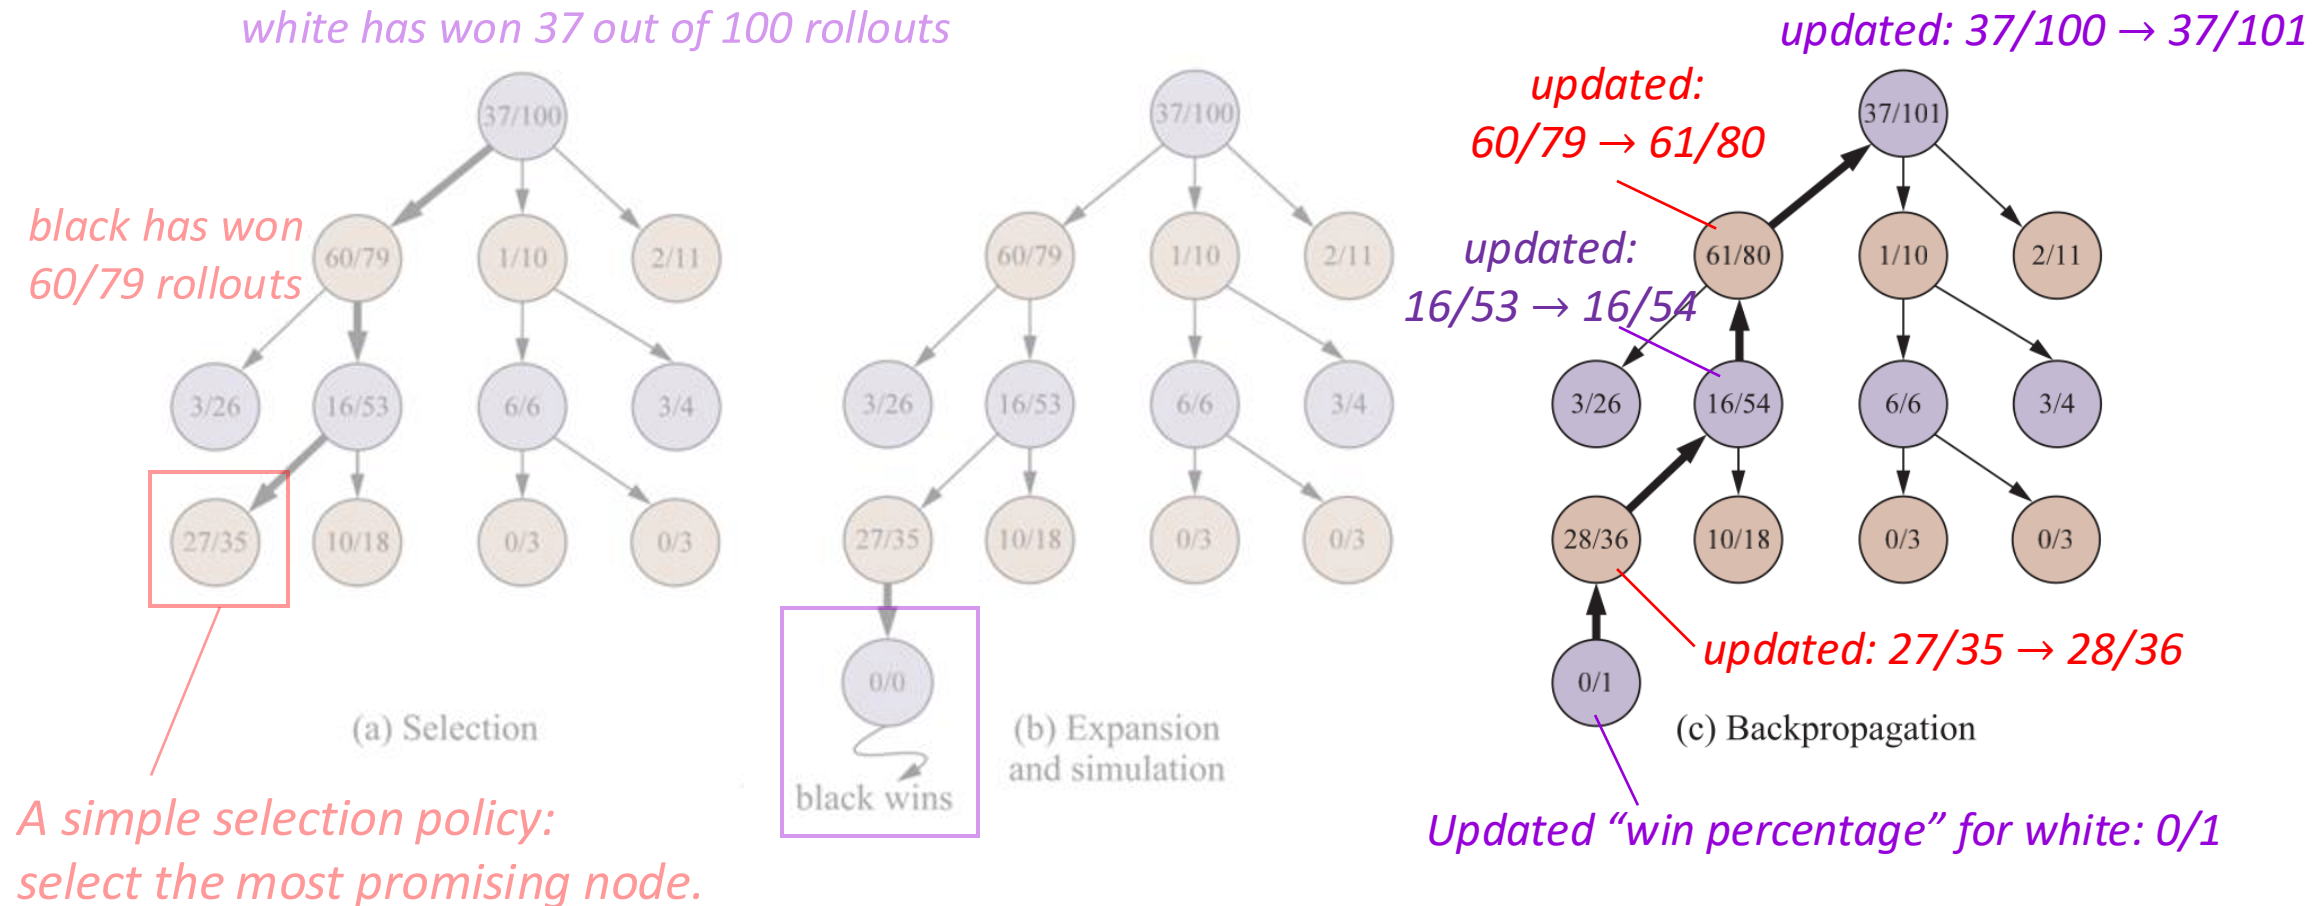 white has won 37 out of 100 rollouts
37/100
black has won
60/79 rollouts
60/79
1/10
2/11
3/26
16/53
6/6
3/4
27/35
10/18
0/3
0/3
(a) Selection
A simple selection policy:
select the most promising node.
37/100
60/79
1/10
2/11
3/26
16/53
6/6
3/4
27/35
10/18
0/3
0/3
0/0
black wins
(b) Expansion
and simulation
updated: 37/100 → 37/101
37/101
updated:
60/79 → 61/80
61/80
1/10
2/11
updated:
16/53 → 16/54
3/26
16/54
6/6
3/4
28/36
10/18
0/3
0/3
updated: 27/35 → 28/36
0/1
(c) Backpropagation
Updated “win percentage” for white: 0/1